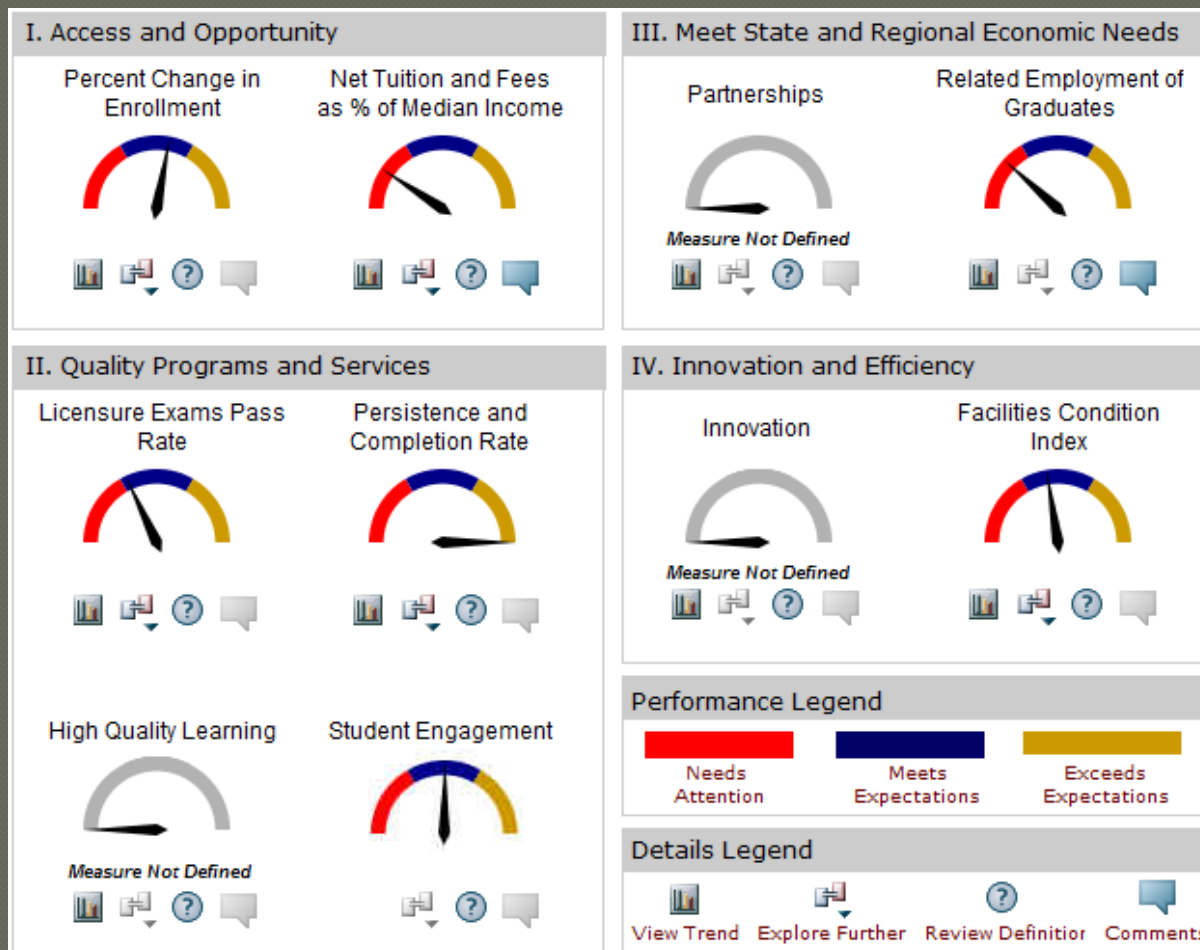 I. Access and Opportunity
Percent Change in
Enrollment
Net Tuition and Fees
as % of Median Income
II. Quality Programs and Services
Licensure Exams Pass
Rate
Persistence and
Completion Rate
High Quality Learning
Measure Not Defined
Student Engagement
III. Meet State and Regional Economic Needs
Partnerships
Measure Not Defined
Related Employment of
Graduates
IV. Innovation and Efficiency
Innovation
Measure Not Defined
Facilities Condition
Index
Performance Legend
Needs
Attention
Meets
Expectations
Exceeds
Expectations
Details Legend
View Trend
Explore Further
Review Definition
Comments